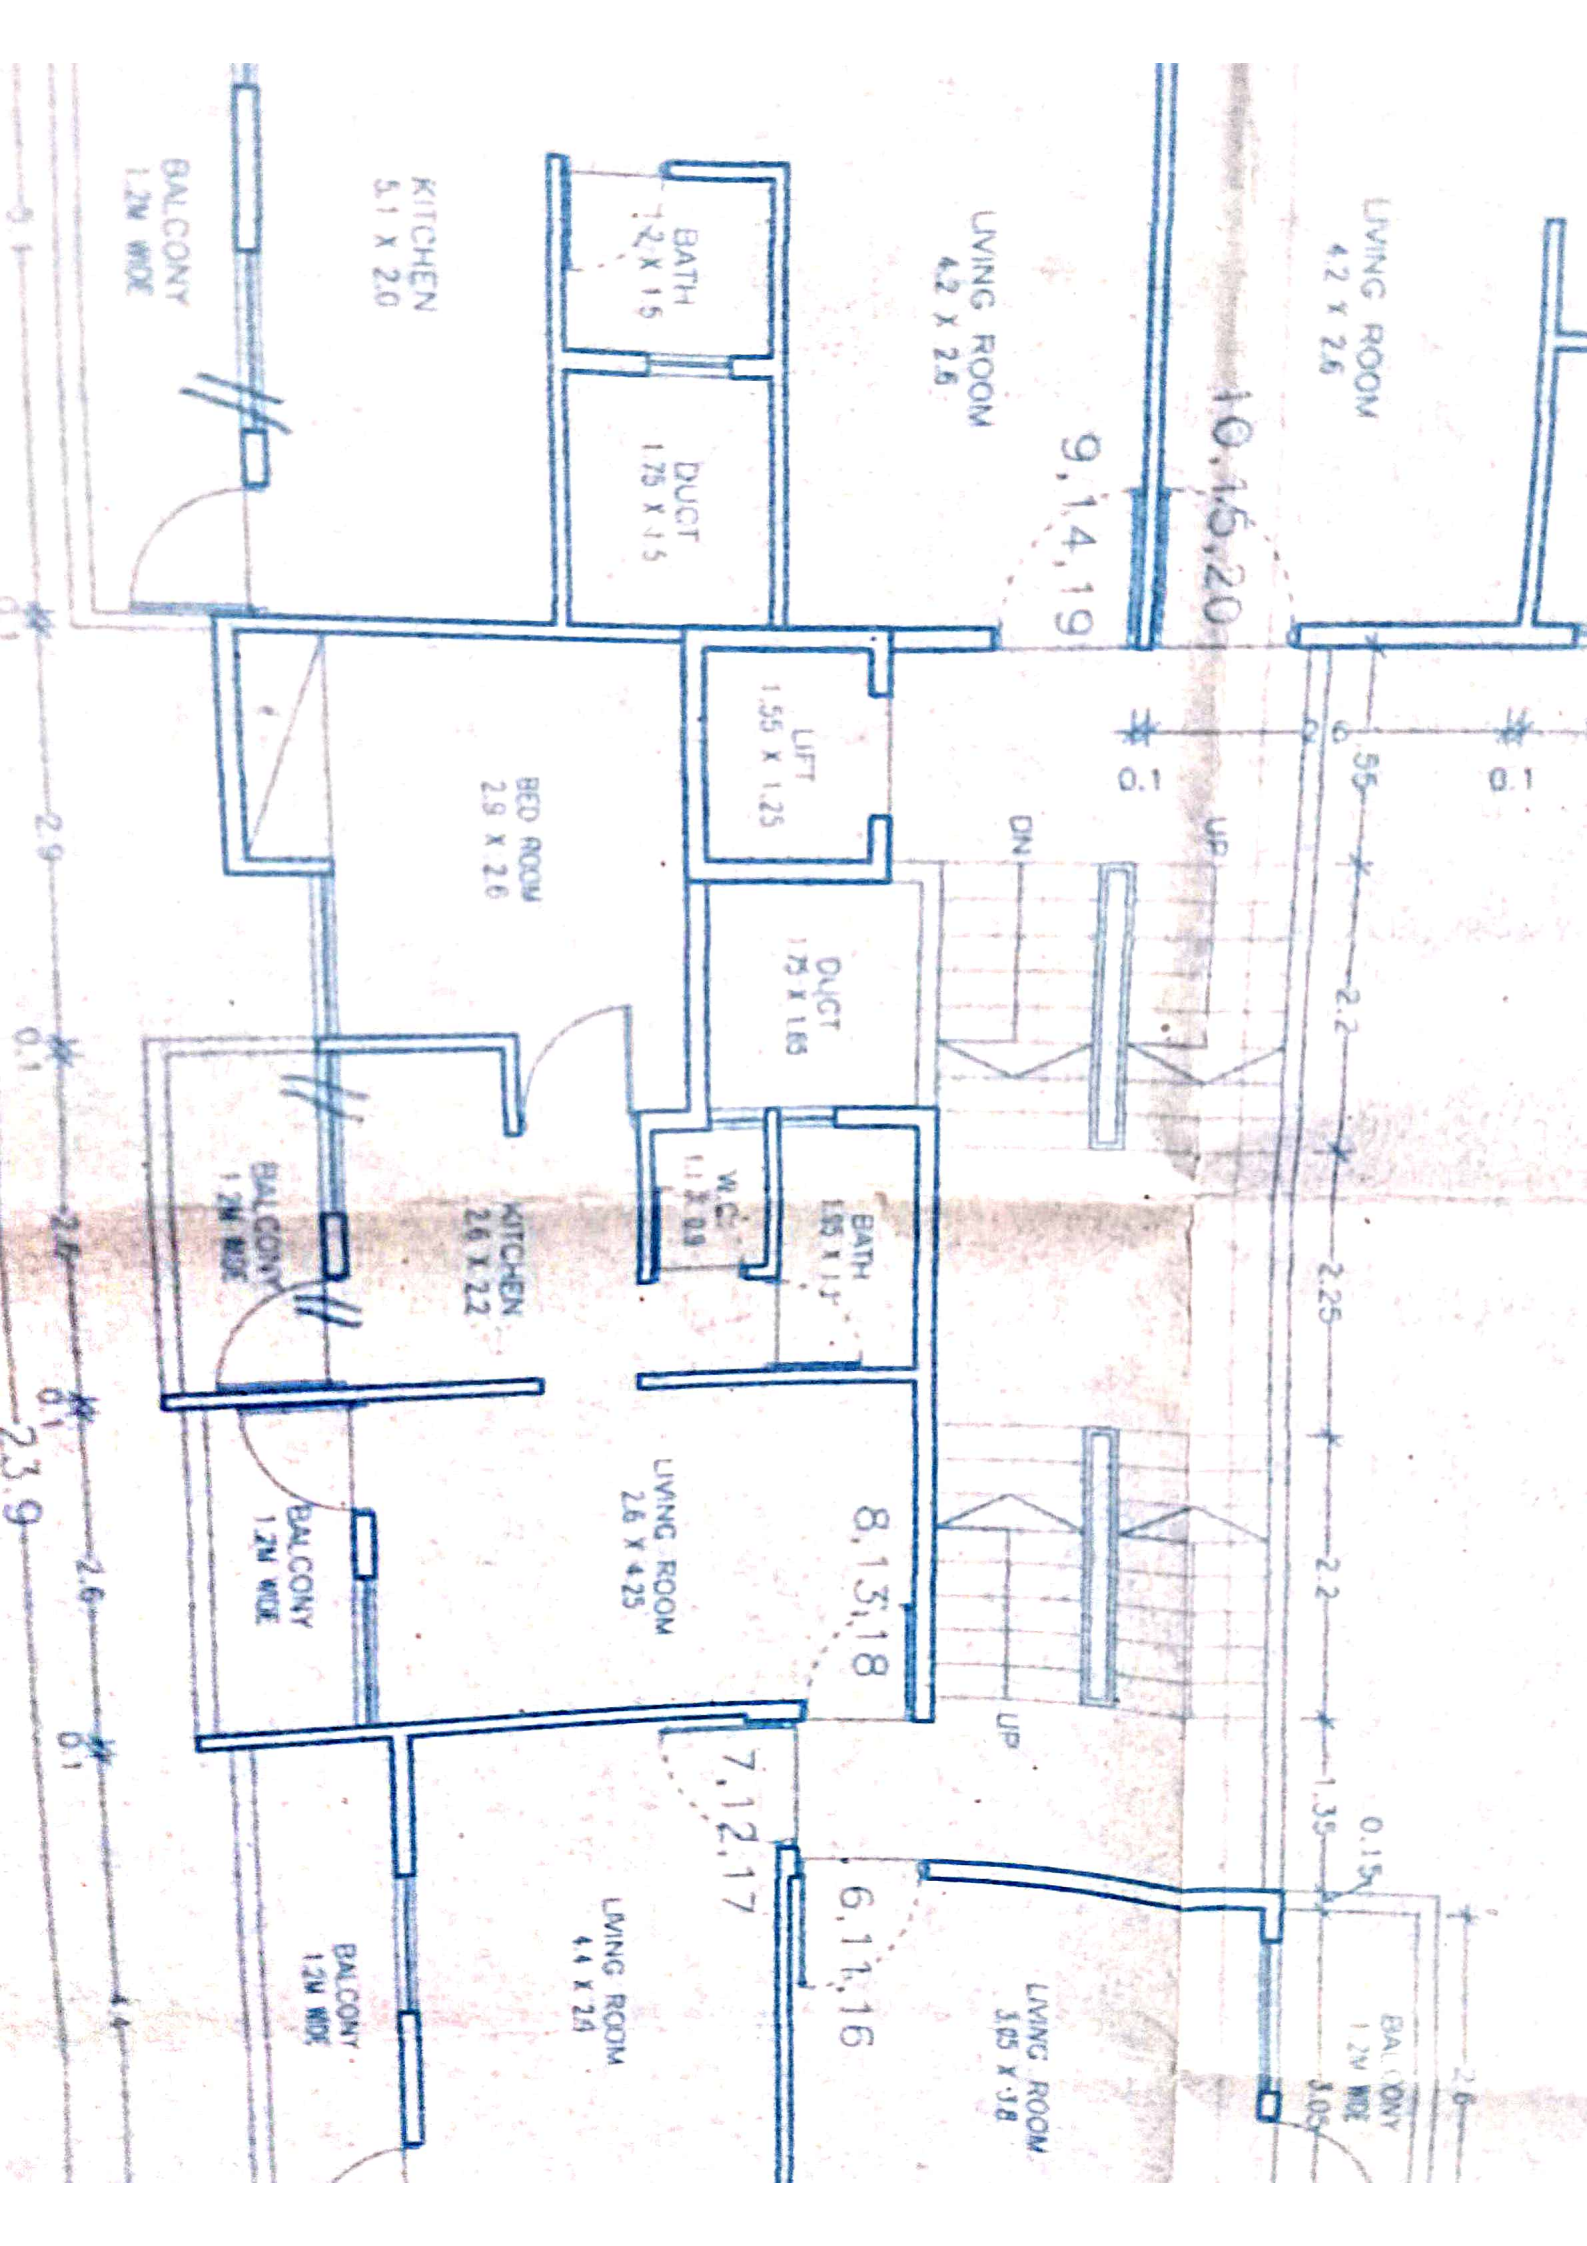 LIVING ROOM
4.2 X 2.6
10,15,20
LIVING ROOM
4.2 X 2.6
9,14,19
BATH
1.2 X 1.5
DUCT
1.75 X 1.5
KITCHEN
5.1 X 2.0
BALCONY
1.2M WIDE
0.1
.55
UP
DN
LIFT
1.55 X 1.25
BED ROOM
2.9 X 2.6
2.9
2.2
DUCT
1.75 X 1.65
0.1
2.25
BATH
W.C.
1.1 X 0.9
KITCHEN
2.6 X 2.2
BALCONY
1.2M WIDE
2.6
0.1
23.9
2.2
8,13,18
LIVING ROOM
2.6 X 4.25
BALCONY
1.2M WIDE
2.6
UP
0.1
1.35
0.15
7,12,17
6,11,16
BALCONY
1.2M WIDE
2.6
3.05
LIVING ROOM
3.05 X 3.8
LIVING ROOM
BALCONY
1.2M WIDE
4.4